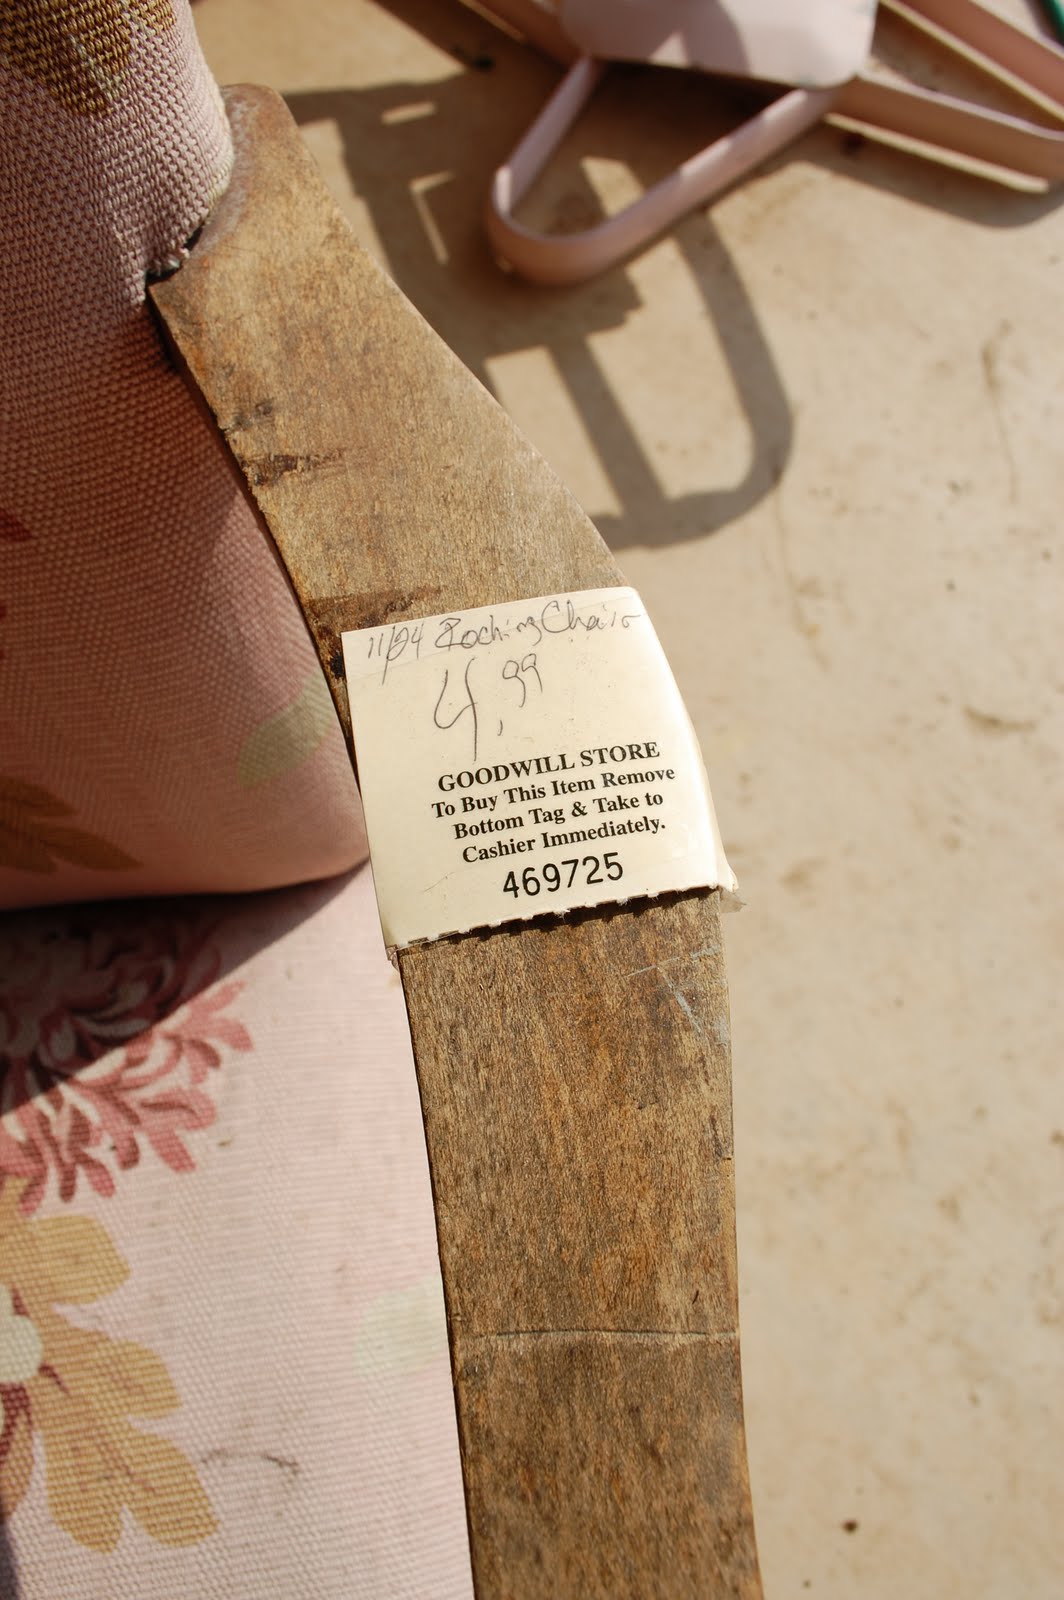 11/24 Rocking Chair
4.99
GOODWILL STORE
To Buy This Item Remove
Bottom Tag & Take to
Cashier Immediately.
469725